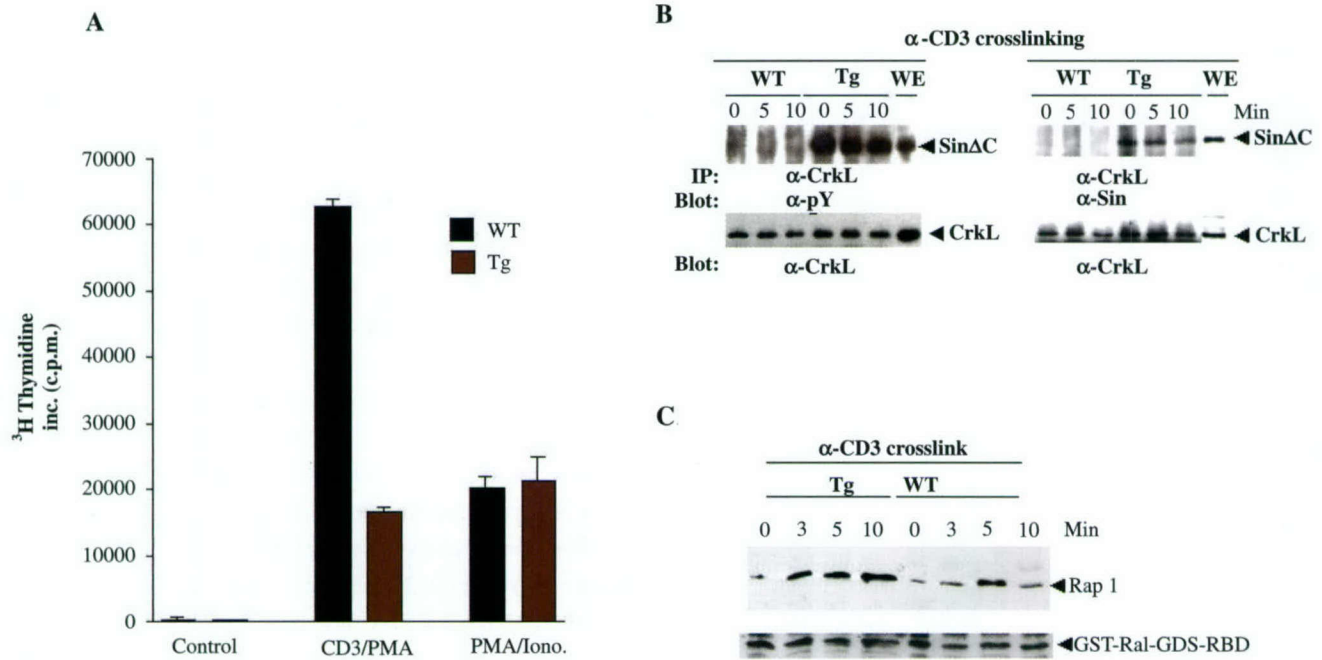 A
³H Thymidine
inc. (c.p.m.)
70000
60000
50000
40000
30000
20000
10000
0
WT
Tg
Control
CD3/PMA
PMA/Iono.
B
α-CD3 crosslinking
WT Tg WE
0 5 10 0 5 10
SinΔC
IP: α-CrkL
Blot: α-pY
CrkL
Blot: α-CrkL
WT Tg WE
0 5 10 0 5 10 Min
SinΔC
α-CrkL
α-Sin
CrkL
α-CrkL
C
α-CD3 crosslink
Tg WT
0 3 5 10 0 3 5 10 Min
Rap 1
GST-Ral-GDS-RBD